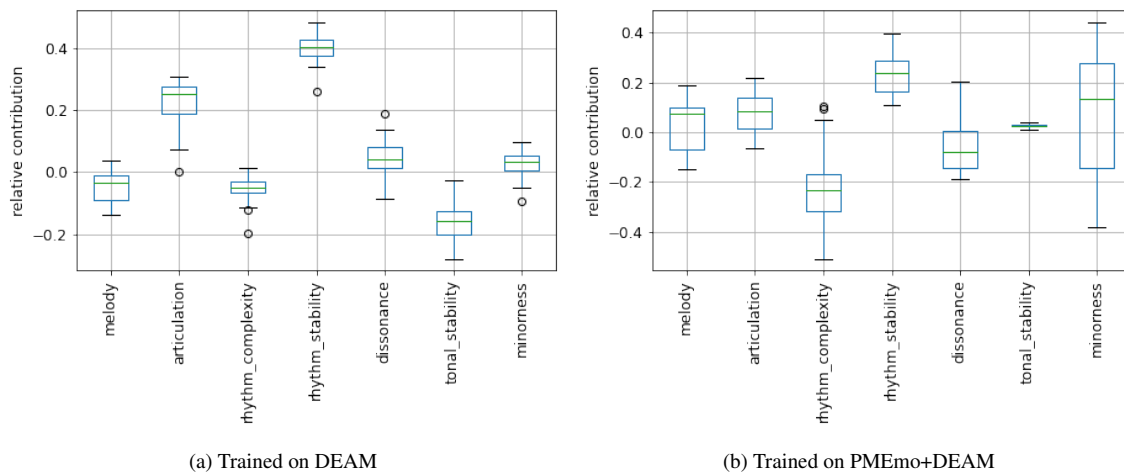 relative contribution
0.4
0.2
0.0
−0.2
melody
articulation
rhythm_complexity
rhythm_stability
dissonance
tonal_stability
minorness
(a) Trained on DEAM
relative contribution
0.4
0.2
0.0
−0.2
−0.4
melody
articulation
rhythm_complexity
rhythm_stability
dissonance
tonal_stability
minorness
(b) Trained on PMEmo+DEAM